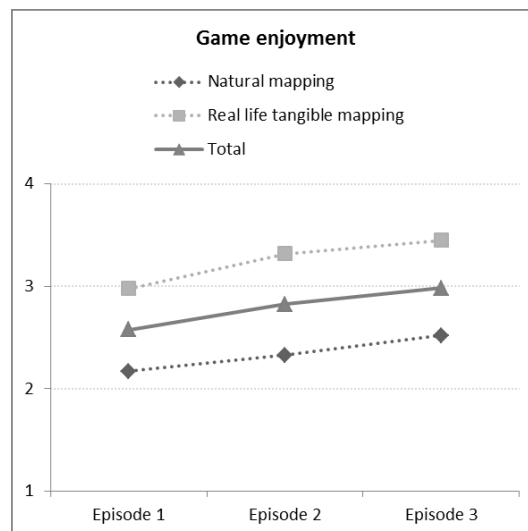 Game enjoyment
Natural mapping
Real life tangible mapping
Total
4
3
2
1
Episode 1 Episode 2 Episode 3